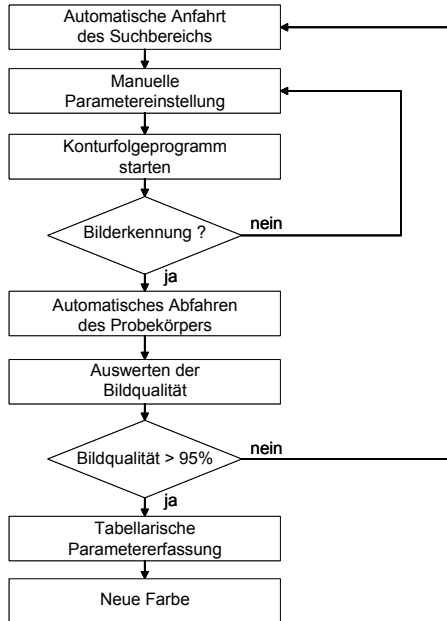 Automatische Anfahrt
des Suchbereichs
Manuelle
Parametereinstellung
Konturfolgeprogramm
starten
Bilderkennung ?
nein
ja
Automatisches Abfahren
des Probekörpers
Auswerten der
Bildqualität
Bildqualität > 95%
nein
ja
Tabellarische
Parametererfassung
Neue Farbe